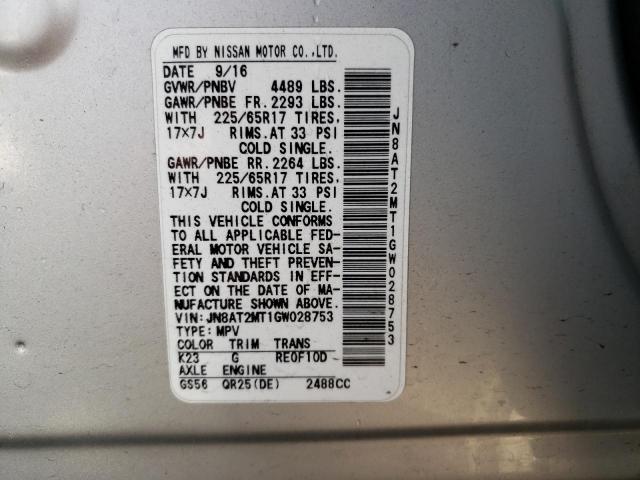 MFD BY NISSAN MOTOR CO.,LTD.
DATE 9/16
GVWR/PNBV 4489 LBS.
GAWR/PNBE FR. 2293 LBS.
WITH 225/65R17 TIRES,
17×7J RIMS.AT 33 PSI
COLD SINGLE.
GAWR/PNBE RR. 2264 LBS.
WITH 225/65R17 TIRES,
17×7J RIMS.AT 33 PSI
COLD SINGLE.
THIS VEHICLE CONFORMS
TO ALL APPLICABLE FED-
ERAL MOTOR VEHICLE SA-
FETY AND THEFT PREVEN-
TION STANDARDS IN EFF-
ECT ON THE DATE OF MA-
NUFACTURE SHOWN ABOVE.
VIN:JN8AT2MT1GW028753
TYPE:MPV
COLOR TRIM TRANS
K23 G RE0F10D
AXLE ENGINE
GS56 QR25(DE) 2488CC
JN8AT2MT1GW028753